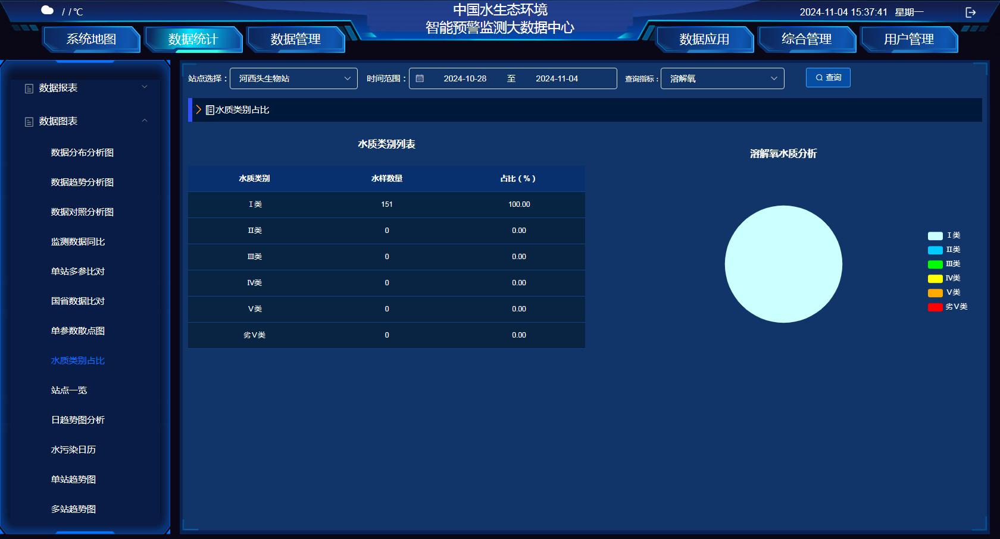 / / ℃
中国水生态环境
智能预警监测大数据中心
2024-11-04 15:37:41 星期一
系统地图
数据统计
数据管理
数据应用
综合管理
用户管理
数据报表
数据图表
数据分布分析图
数据趋势分析图
数据对照分析图
监测数据同比
单站多参比对
国省数据比对
单参数散点图
水质类别占比
站点一览
日趋势图分析
水污染日历
单站趋势图
多站趋势图
站点选择： 河西头生物站 时间范围： 2024-10-28 至 2024-11-04 查询指标： 溶解氧 查询
水质类别占比
水质类别列表
水质类别 水样数量 占比（%）
Ⅰ类 151 100.00
Ⅱ类 0 0.00
Ⅲ类 0 0.00
Ⅳ类 0 0.00
Ⅴ类 0 0.00
劣Ⅴ类 0 0.00
溶解氧水质分析
Ⅰ类
Ⅱ类
Ⅲ类
Ⅳ类
Ⅴ类
劣Ⅴ类